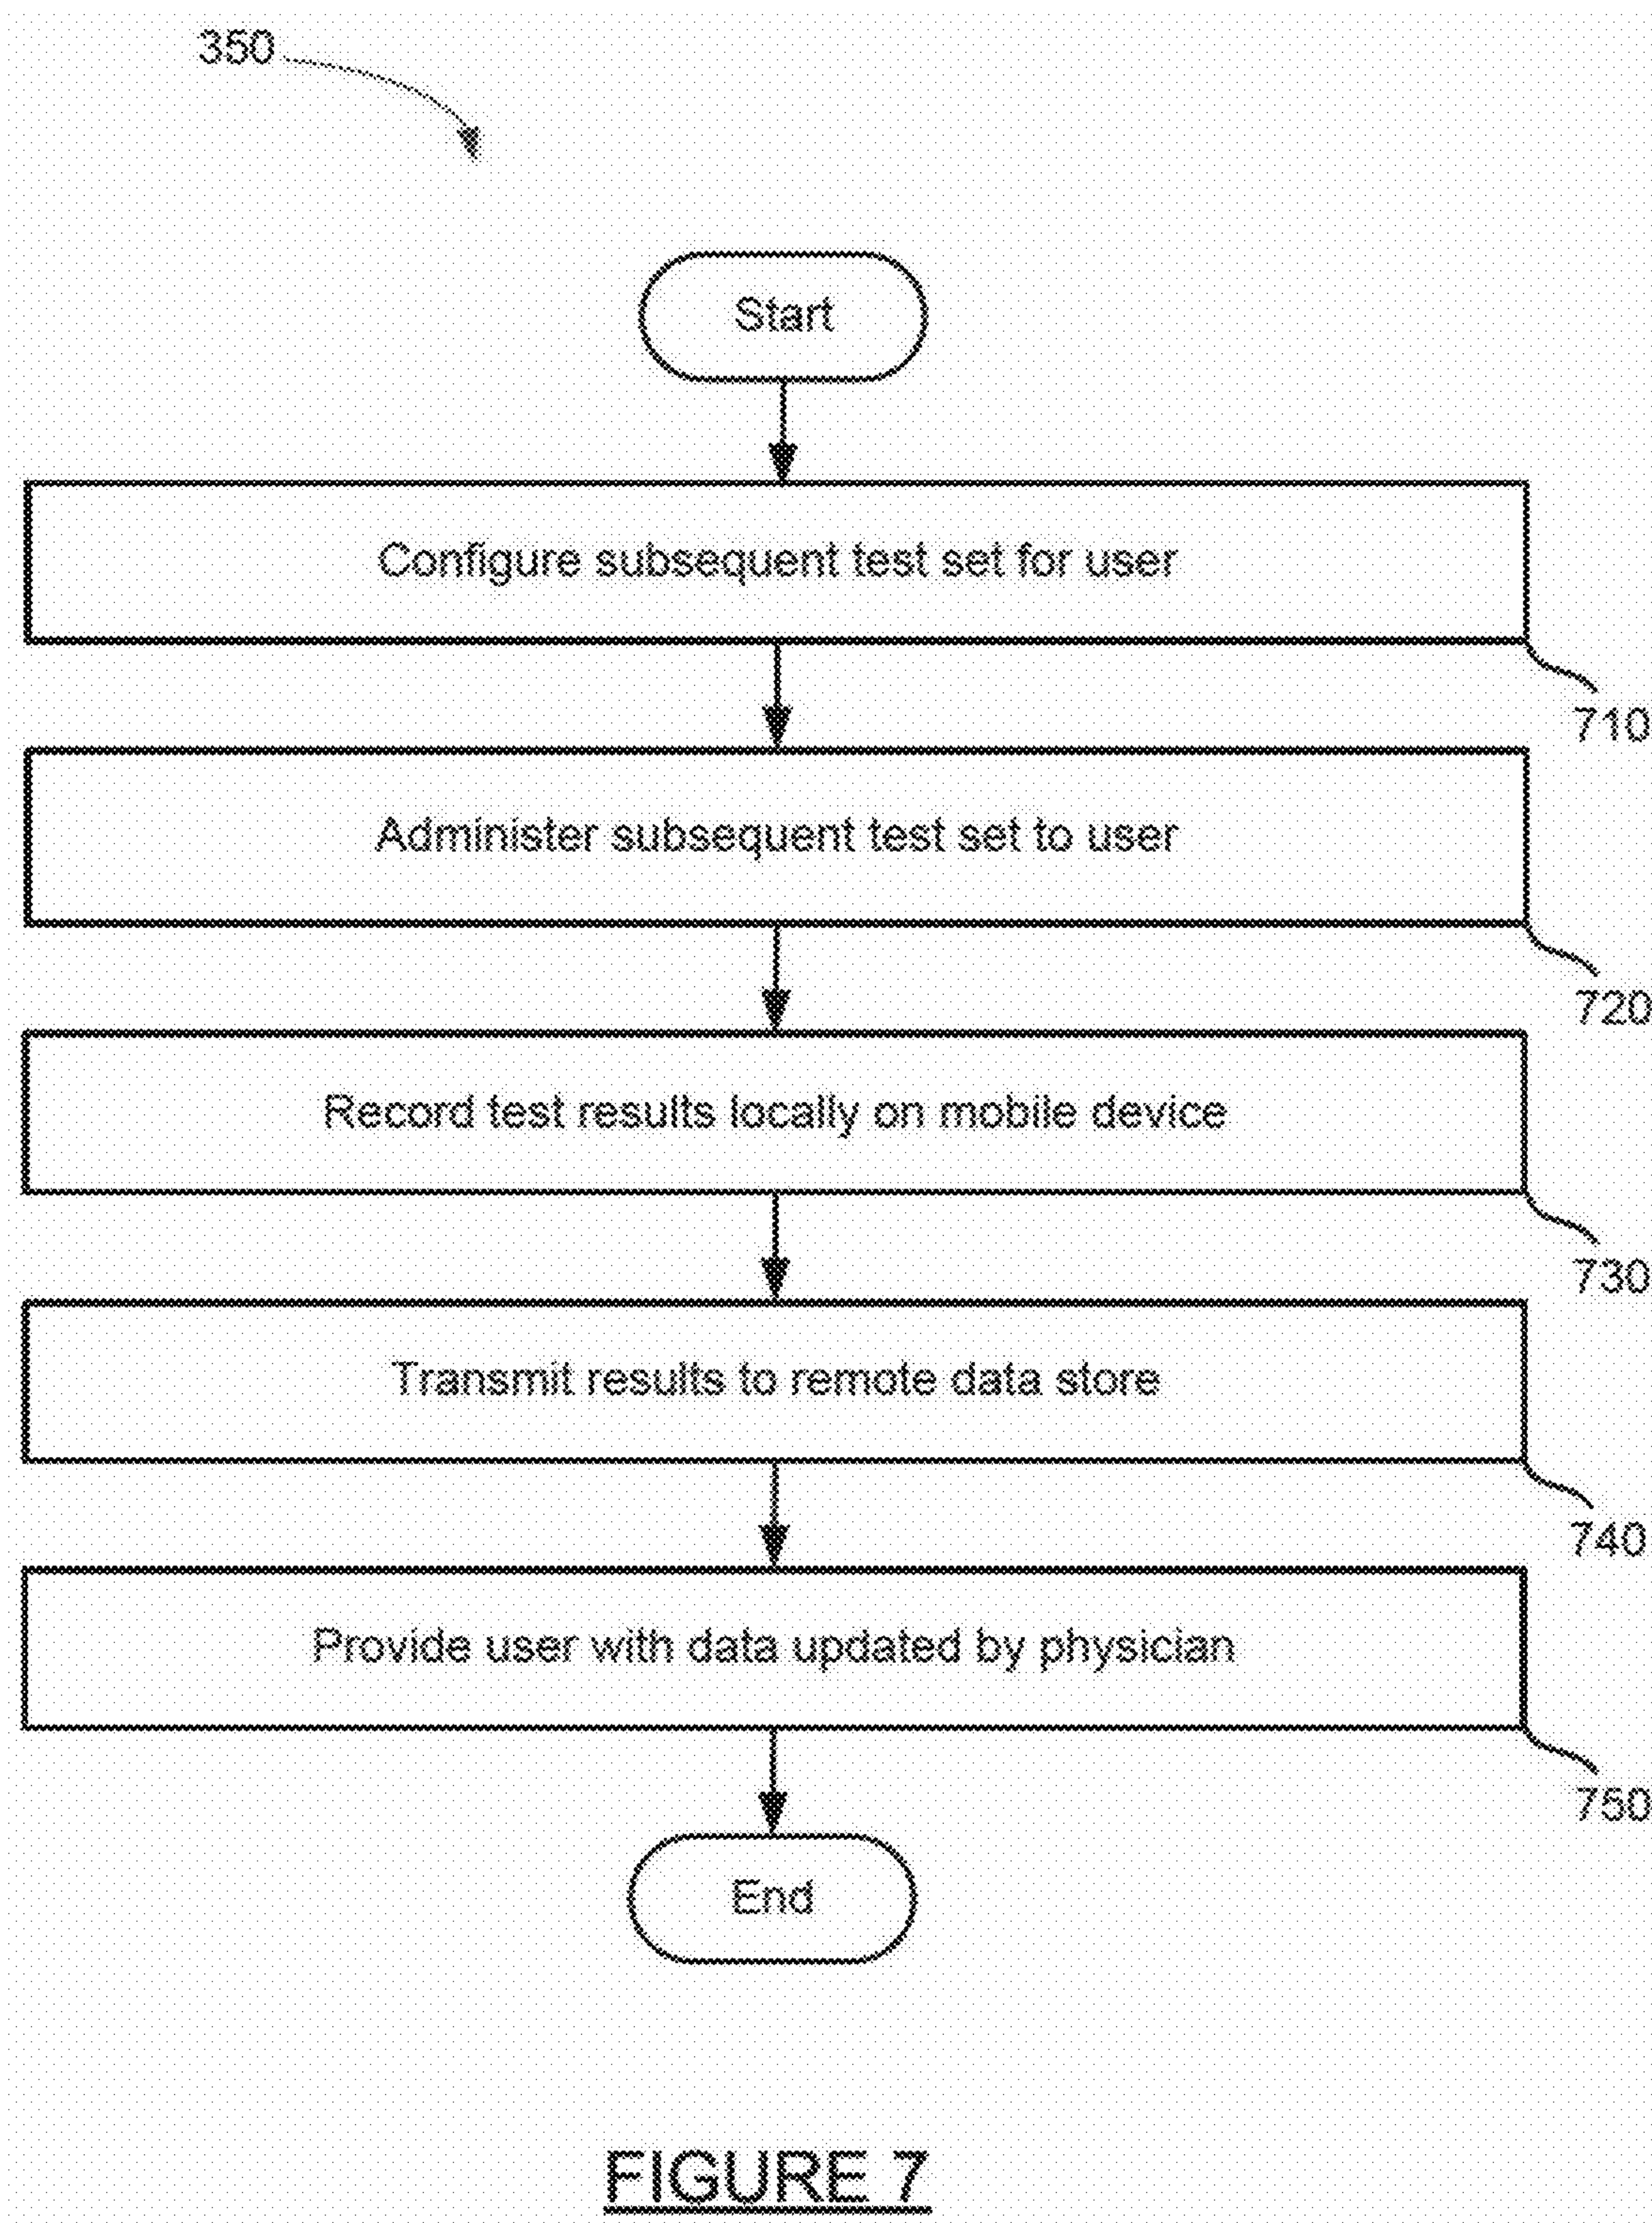 350
Start
Configure subsequent test set for user
710
Administer subsequent test set to user
720
Record test results locally on mobile device
730
Transmit results to remote data store
740
Provide user with data updated by physician
750
End
FIGURE 7